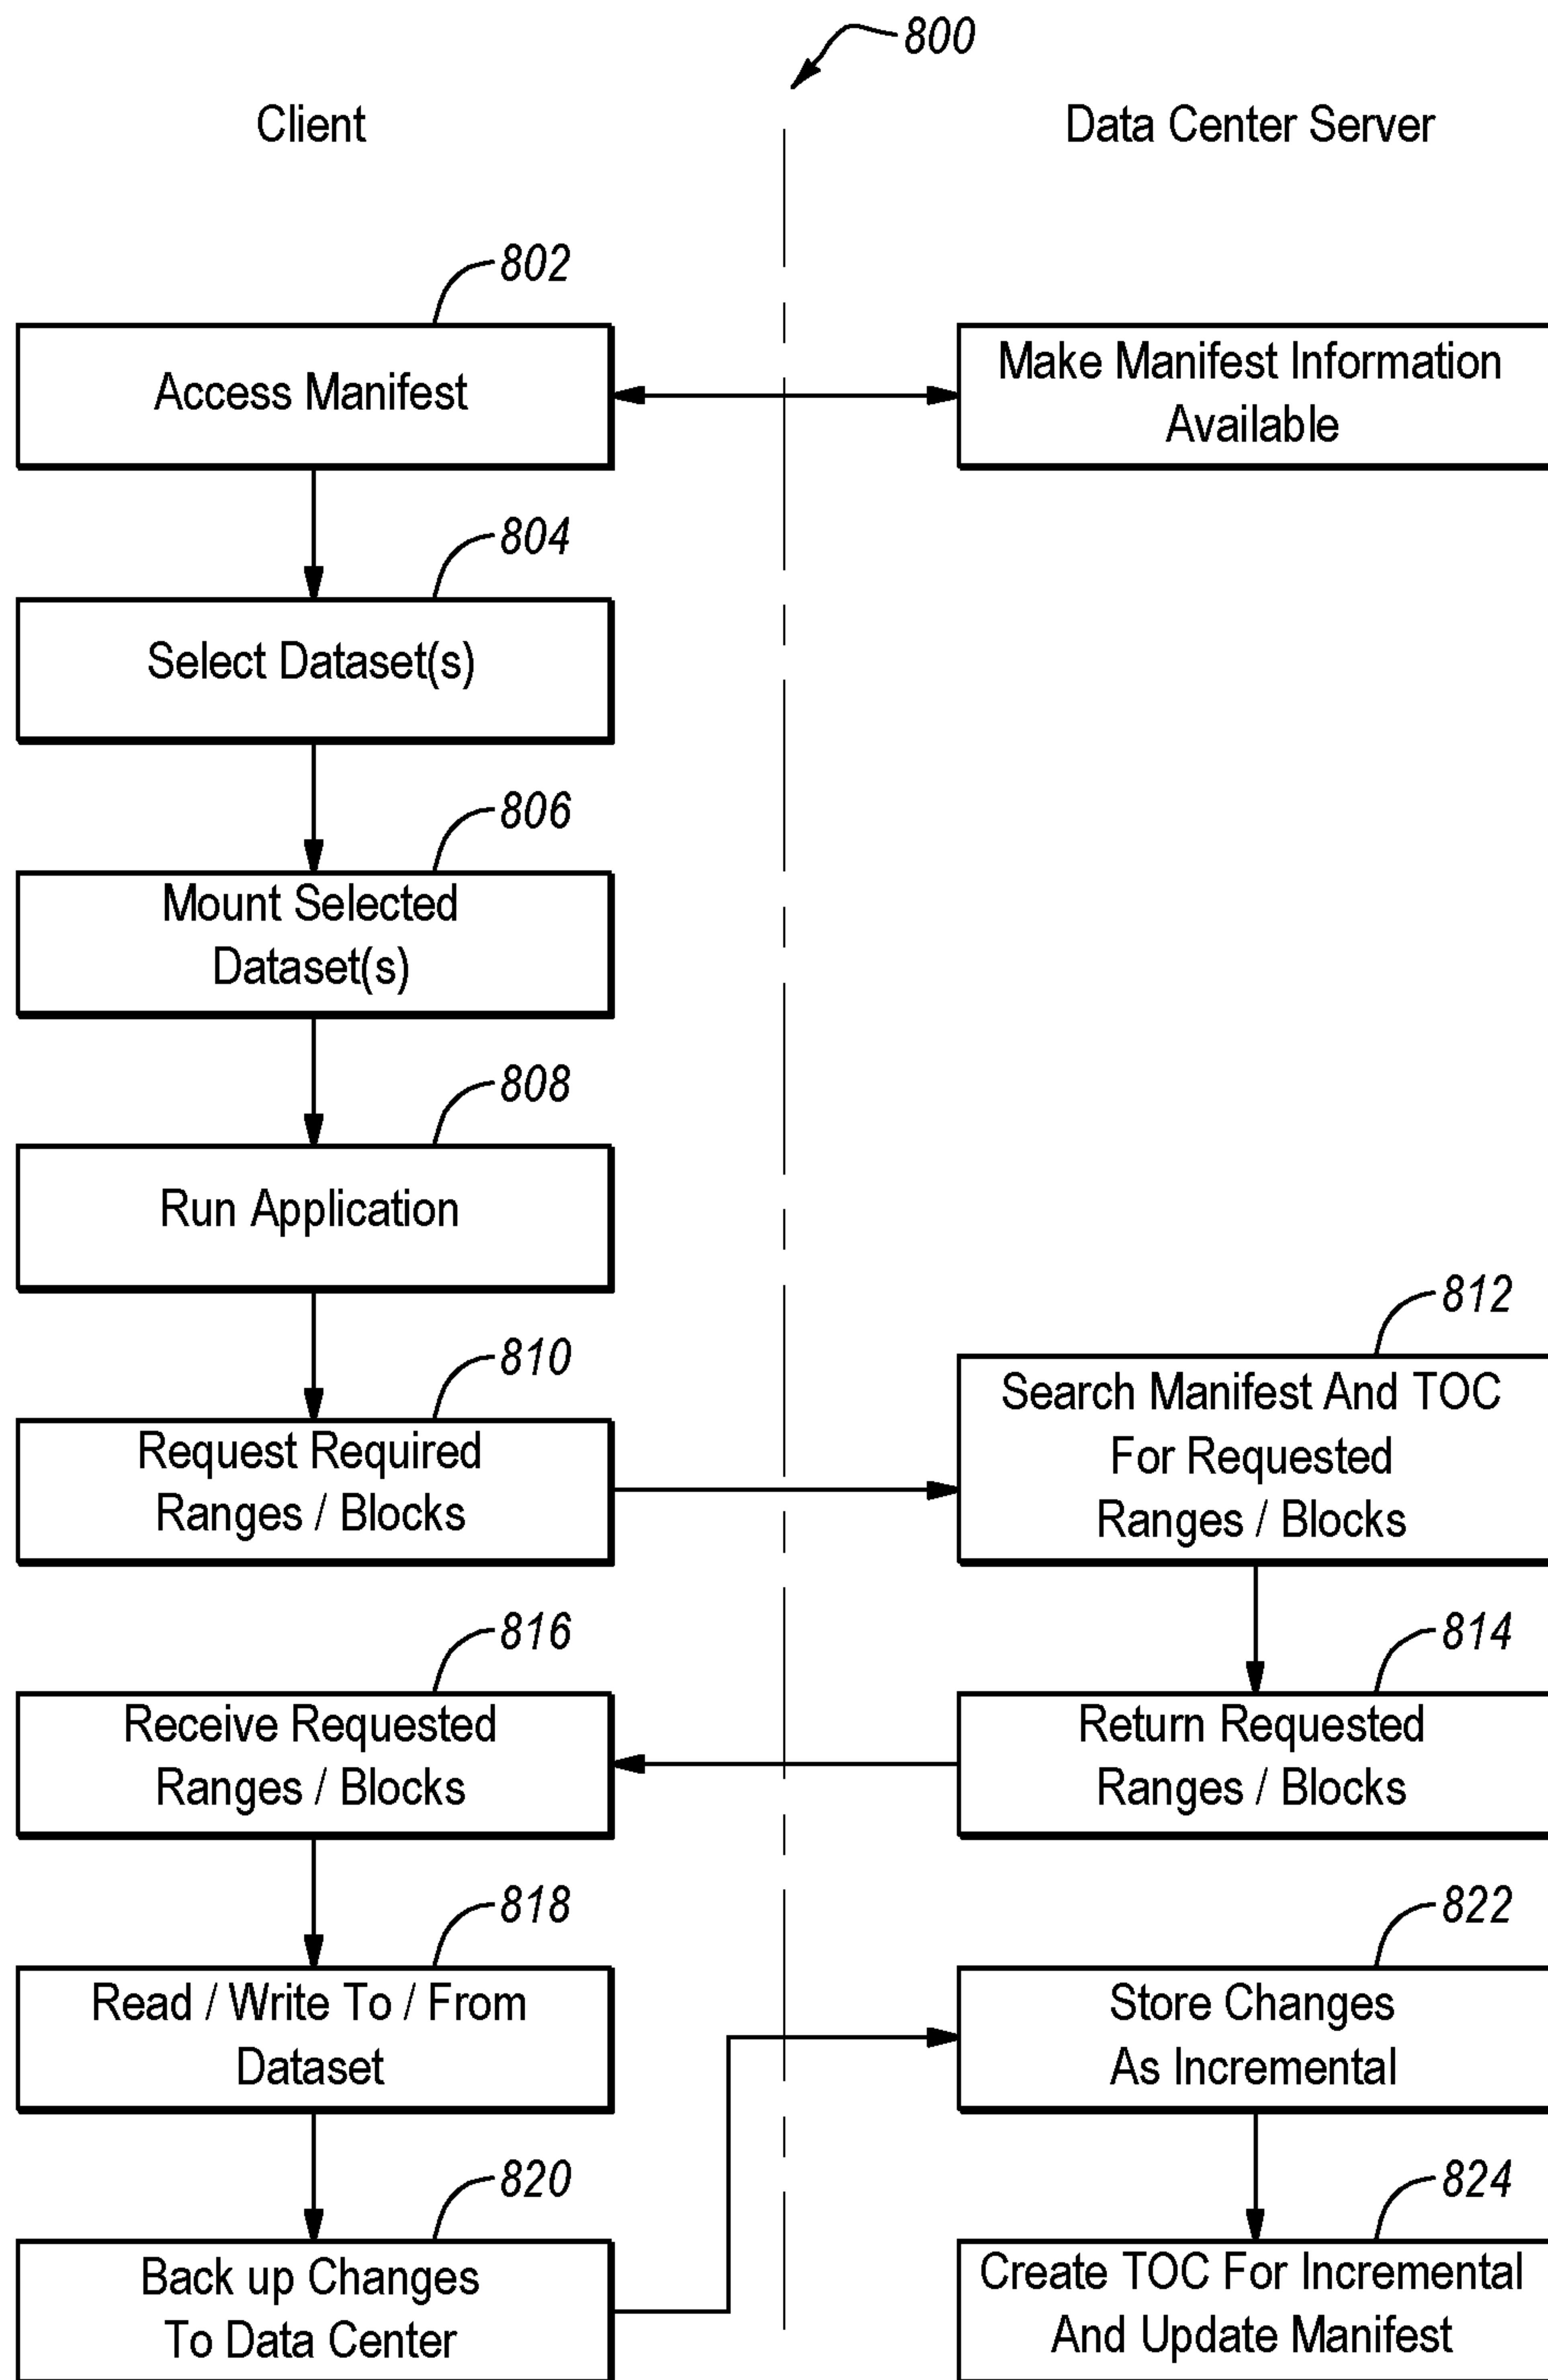 800
Client
Data Center Server
802
Access Manifest
Make Manifest Information
Available
804
Select Dataset(s)
806
Mount Selected
Dataset(s)
808
Run Application
810
Request Required
Ranges / Blocks
812
Search Manifest And TOC
For Requested
Ranges / Blocks
814
Return Requested
Ranges / Blocks
816
Receive Requested
Ranges / Blocks
818
Read / Write To / From
Dataset
820
Back up Changes
To Data Center
822
Store Changes
As Incremental
824
Create TOC For Incremental
And Update Manifest